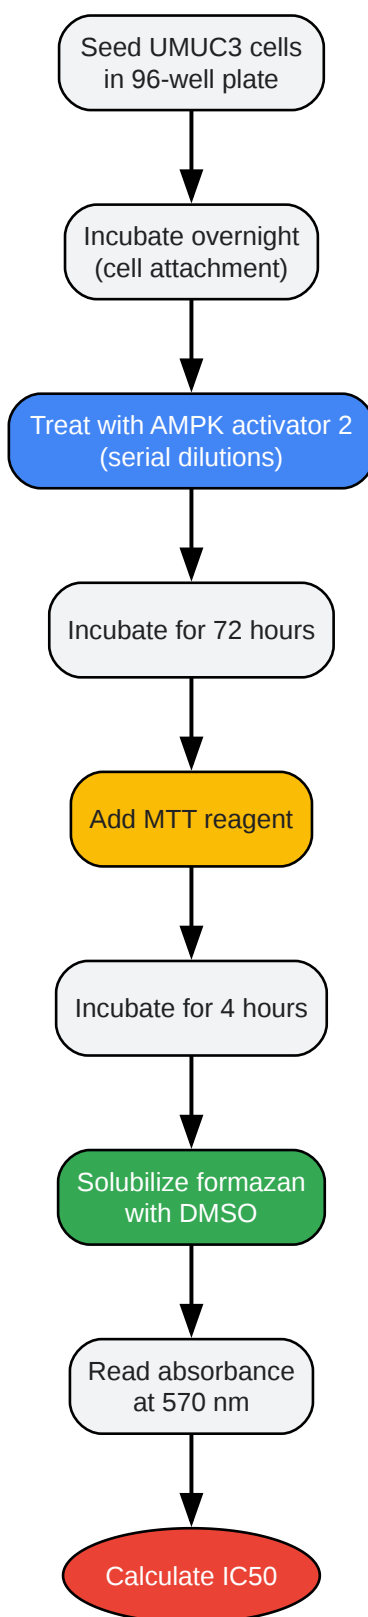 Seed UMUC3 cells
in 96-well plate
Incubate overnight
(cell attachment)
Treat with AMPK activator 2
(serial dilutions)
Incubate for 72 hours
Add MTT reagent
Incubate for 4 hours
Solubilize formazan
with DMSO
Read absorbance
at 570 nm
Calculate IC50